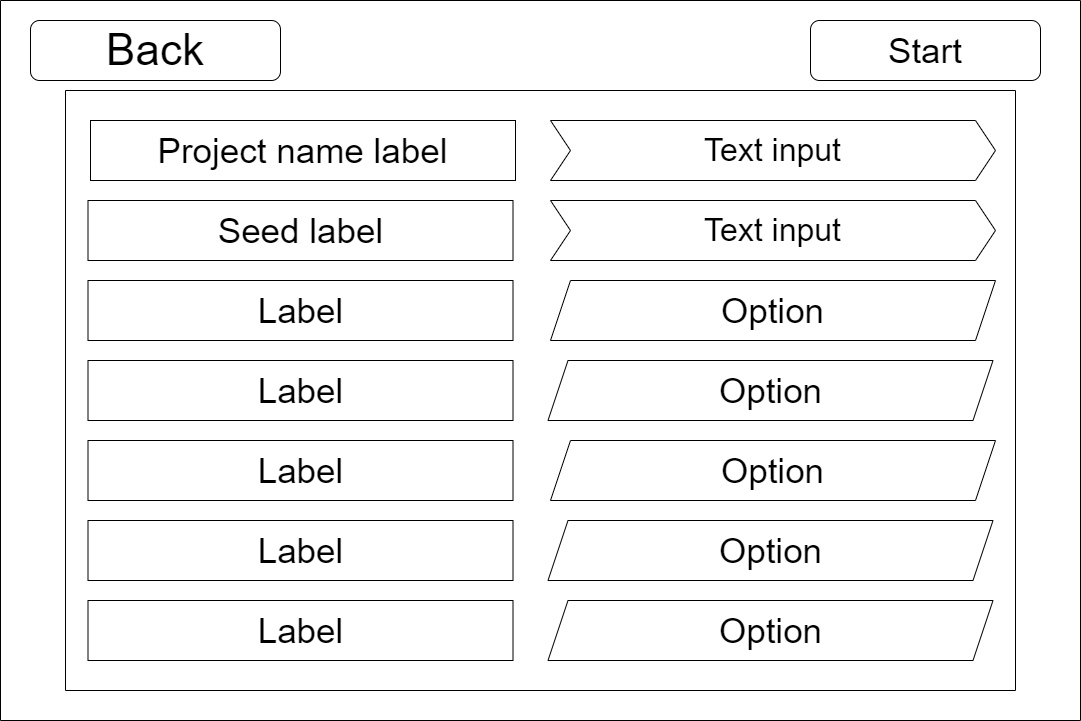 Back
Start
Project name label
Text input
Seed label
Text input
Label
Option
Label
Option
Label
Option
Label
Option
Label
Option